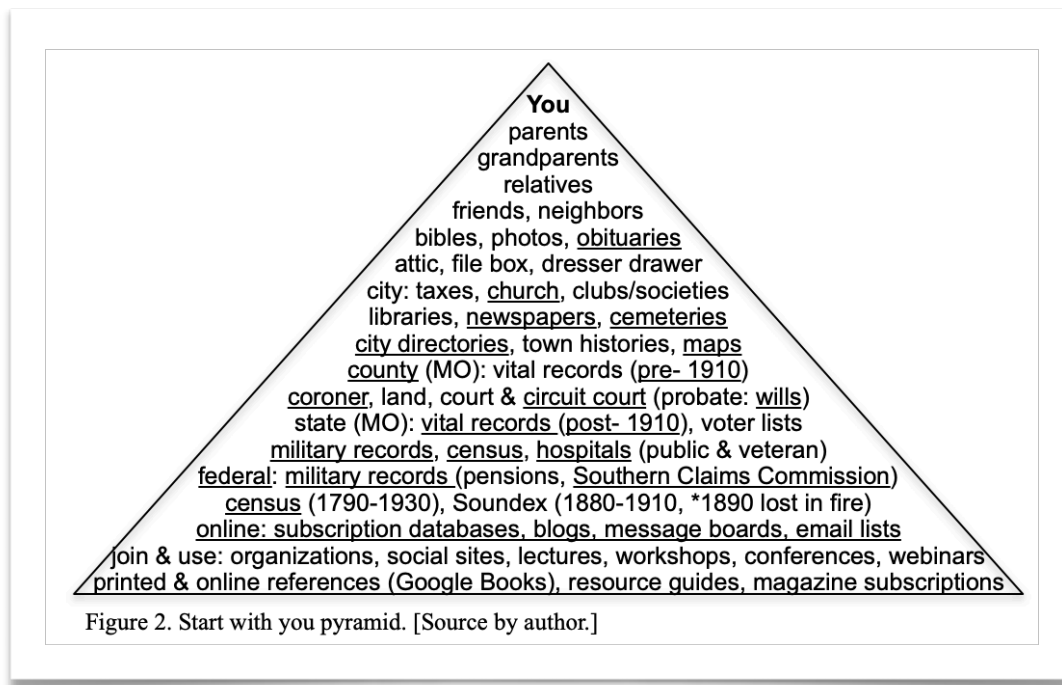 You
parents
grandparents
relatives
friends, neighbors
bibles, photos, obituaries
attic, file box, dresser drawer
city: taxes, church, clubs/societies
libraries, newspapers, cemeteries
city directories, town histories, maps
county (MO): vital records (pre- 1910)
coroner, land, court & circuit court (probate: wills)
state (MO): vital records (post- 1910), voter lists
military records, census, hospitals (public & veteran)
federal: military records (pensions, Southern Claims Commission)
census (1790-1930), Soundex (1880-1910, *1890 lost in fire)
online: subscription databases, blogs, message boards, email lists
join & use: organizations, social sites, lectures, workshops, conferences, webinars
printed & online references (Google Books), resource guides, magazine subscriptions
Figure 2. Start with you pyramid. [Source by author.]